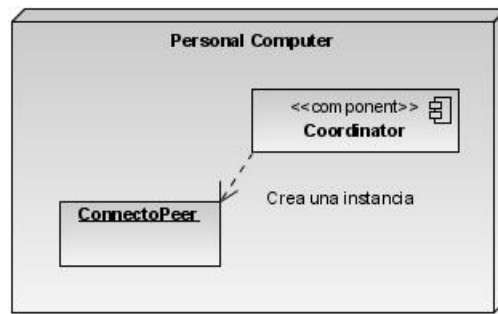 Personal Computer
<<component>>
Coordinator
Crea una instancia
ConnectoPeer